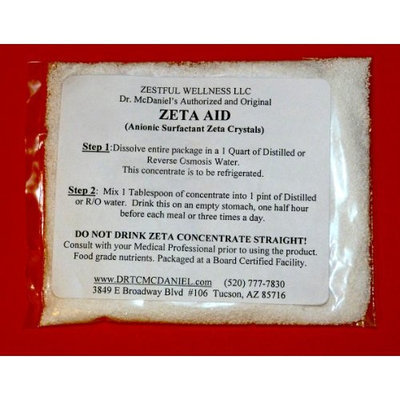 ZESTFUL WELLNESS LLC
Dr. McDaniel's Authorized and Original
ZETA AID
(Anionic Surfactant Zeta Crystals)
Step 1:Dissolve entire package in a 1 Quart of Distilled or
Reverse Osmosis Water.
This concentrate is to be refrigerated.
Step 2: Mix 1 Tablespoon of concentrate into 1 pint of Distilled
or R/O water. Drink this on an empty stomach, one half hour
before each meal or three times a day.
DO NOT DRINK ZETA CONCENTRATE STRAIGHT!
Consult with your Medical Professional prior to using the product.
Food grade nutrients. Packaged at a Board Certified Facility.
www.DRTCMCDANIEL.com (520) 777-7830
3849 E Broadway Blvd #106 Tucson, AZ 85716